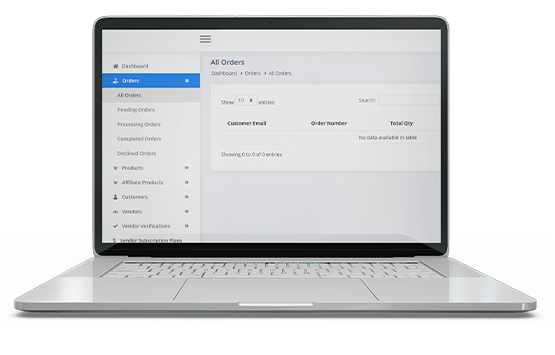 Dashboard
Orders
All Orders
Pending Orders
Processing Orders
Completed Orders
Declined Orders
Products
Affiliate Products
Customers
Vendors
Vendor Verifications
Vendor Subscription Plans
All Orders
Dashboard > Orders > All Orders
Show 10 entries
Search:
Customer Email Order Number Total Qty
No data available in table
Showing 0 to 0 of 0 entries